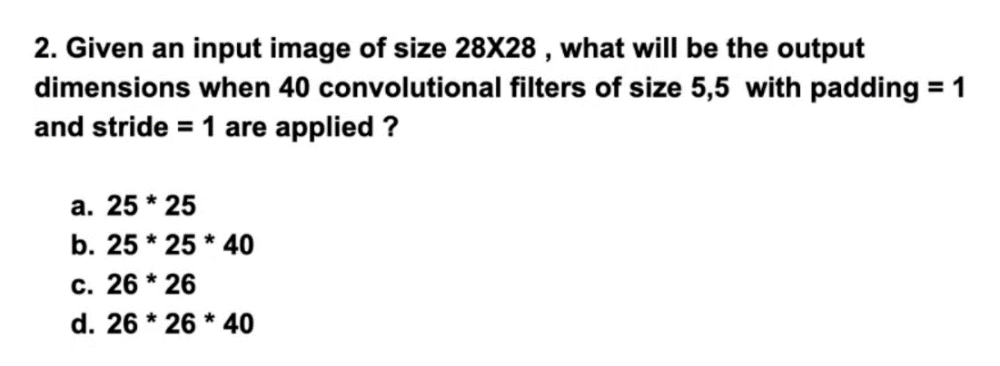 2. Given an input image of size 28X28 , what will be the output
dimensions when 40 convolutional filters of size 5,5  with padding = 1
and stride = 1 are applied ?
a. 25 * 25
b. 25 * 25 * 40
c. 26 * 26
d. 26 * 26 * 40